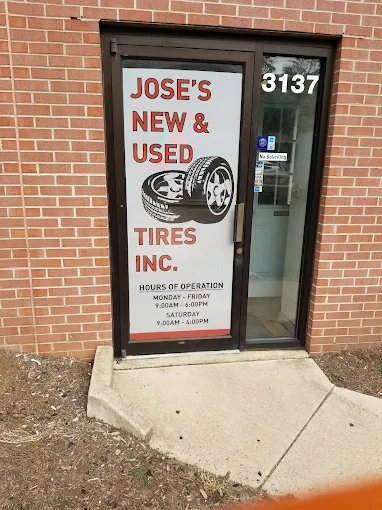 JOSE'S
NEW &
USED
TIRES
INC.
HOURS OF OPERATION
MONDAY - FRIDAY
9:00AM - 6:00PM
SATURDAY
9:00AM - 4:00PM
3137
No Soliciting